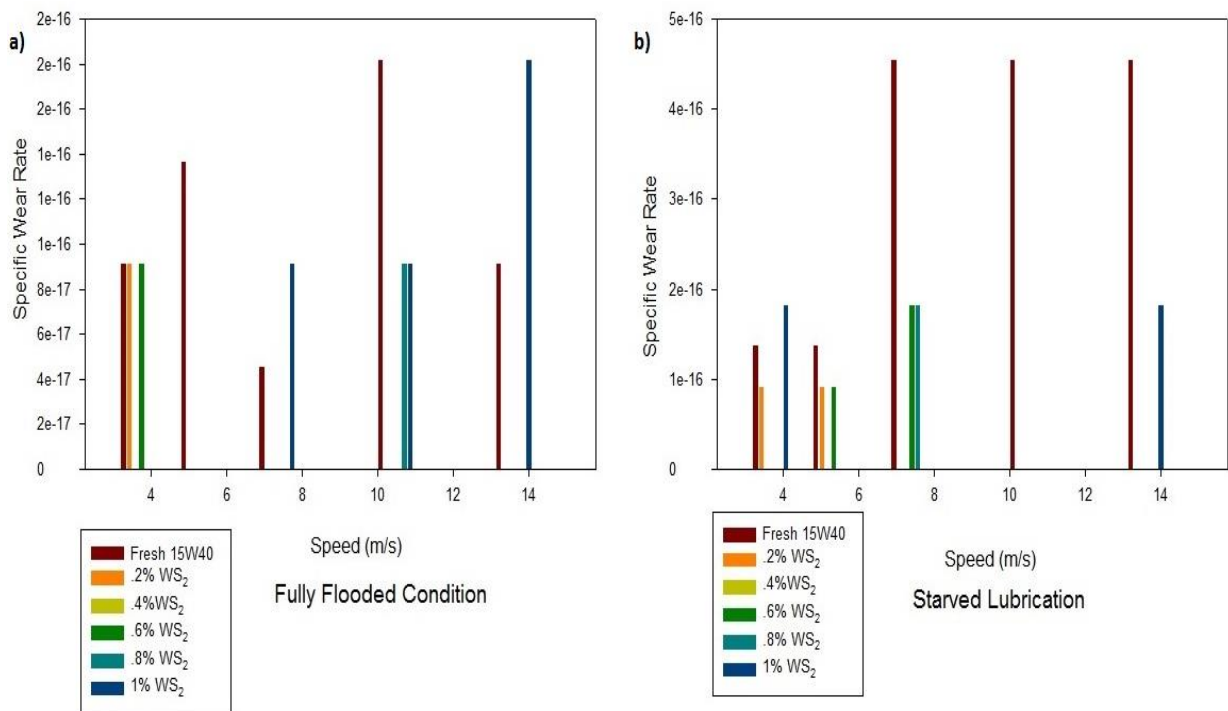 a)
Specific Wear Rate
2e-16
2e-16
2e-16
1e-16
1e-16
1e-16
8e-17
6e-17
4e-17
2e-17
0
4 6 8 10 12 14
Speed (m/s)
Fully Flooded Condition
Fresh 15W40
.2% WS₂
.4%WS₂
.6% WS₂
.8% WS₂
1% WS₂
b)
Specific Wear Rate
5e-16
4e-16
3e-16
2e-16
1e-16
0
4 6 8 10 12 14
Speed (m/s)
Starved Lubrication
Fresh 15W40
.2% WS₂
.4%WS₂
.6% WS₂
.8% WS₂
1% WS₂